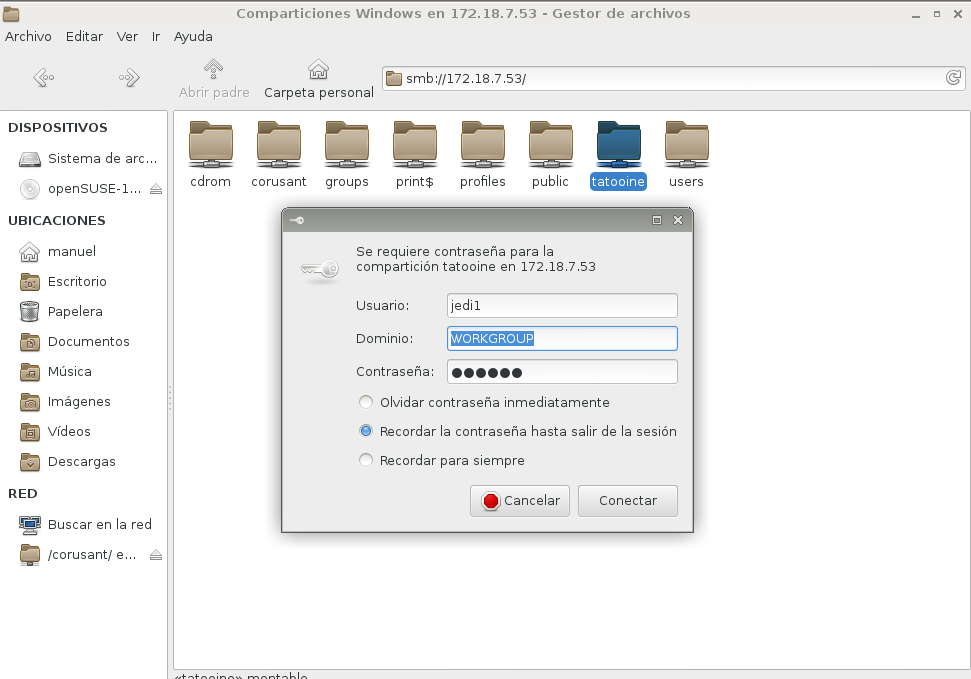 Comparticiones Windows en 172.18.7.53 - Gestor de archivos
Archivo Editar Ver Ir Ayuda
Abrir padre Carpeta personal smb://172.18.7.53/
DISPOSITIVOS
Sistema de arc...
openSUSE-1...
UBICACIONES
manuel
Escritorio
Papelera
Documentos
Música
Imágenes
Vídeos
Descargas
RED
Buscar en la red
/corusant/ e...
cdrom corusant groups print$ profiles public tatooine users
Se requiere contraseña para la
compartición tatooine en 172.18.7.53
Usuario: jedi1
Dominio: WORKGROUP
Contraseña: ●●●●●●
Olvidar contraseña inmediatamente
Recordar la contraseña hasta salir de la sesión
Recordar para siempre
Cancelar Conectar
«tatooine» montable